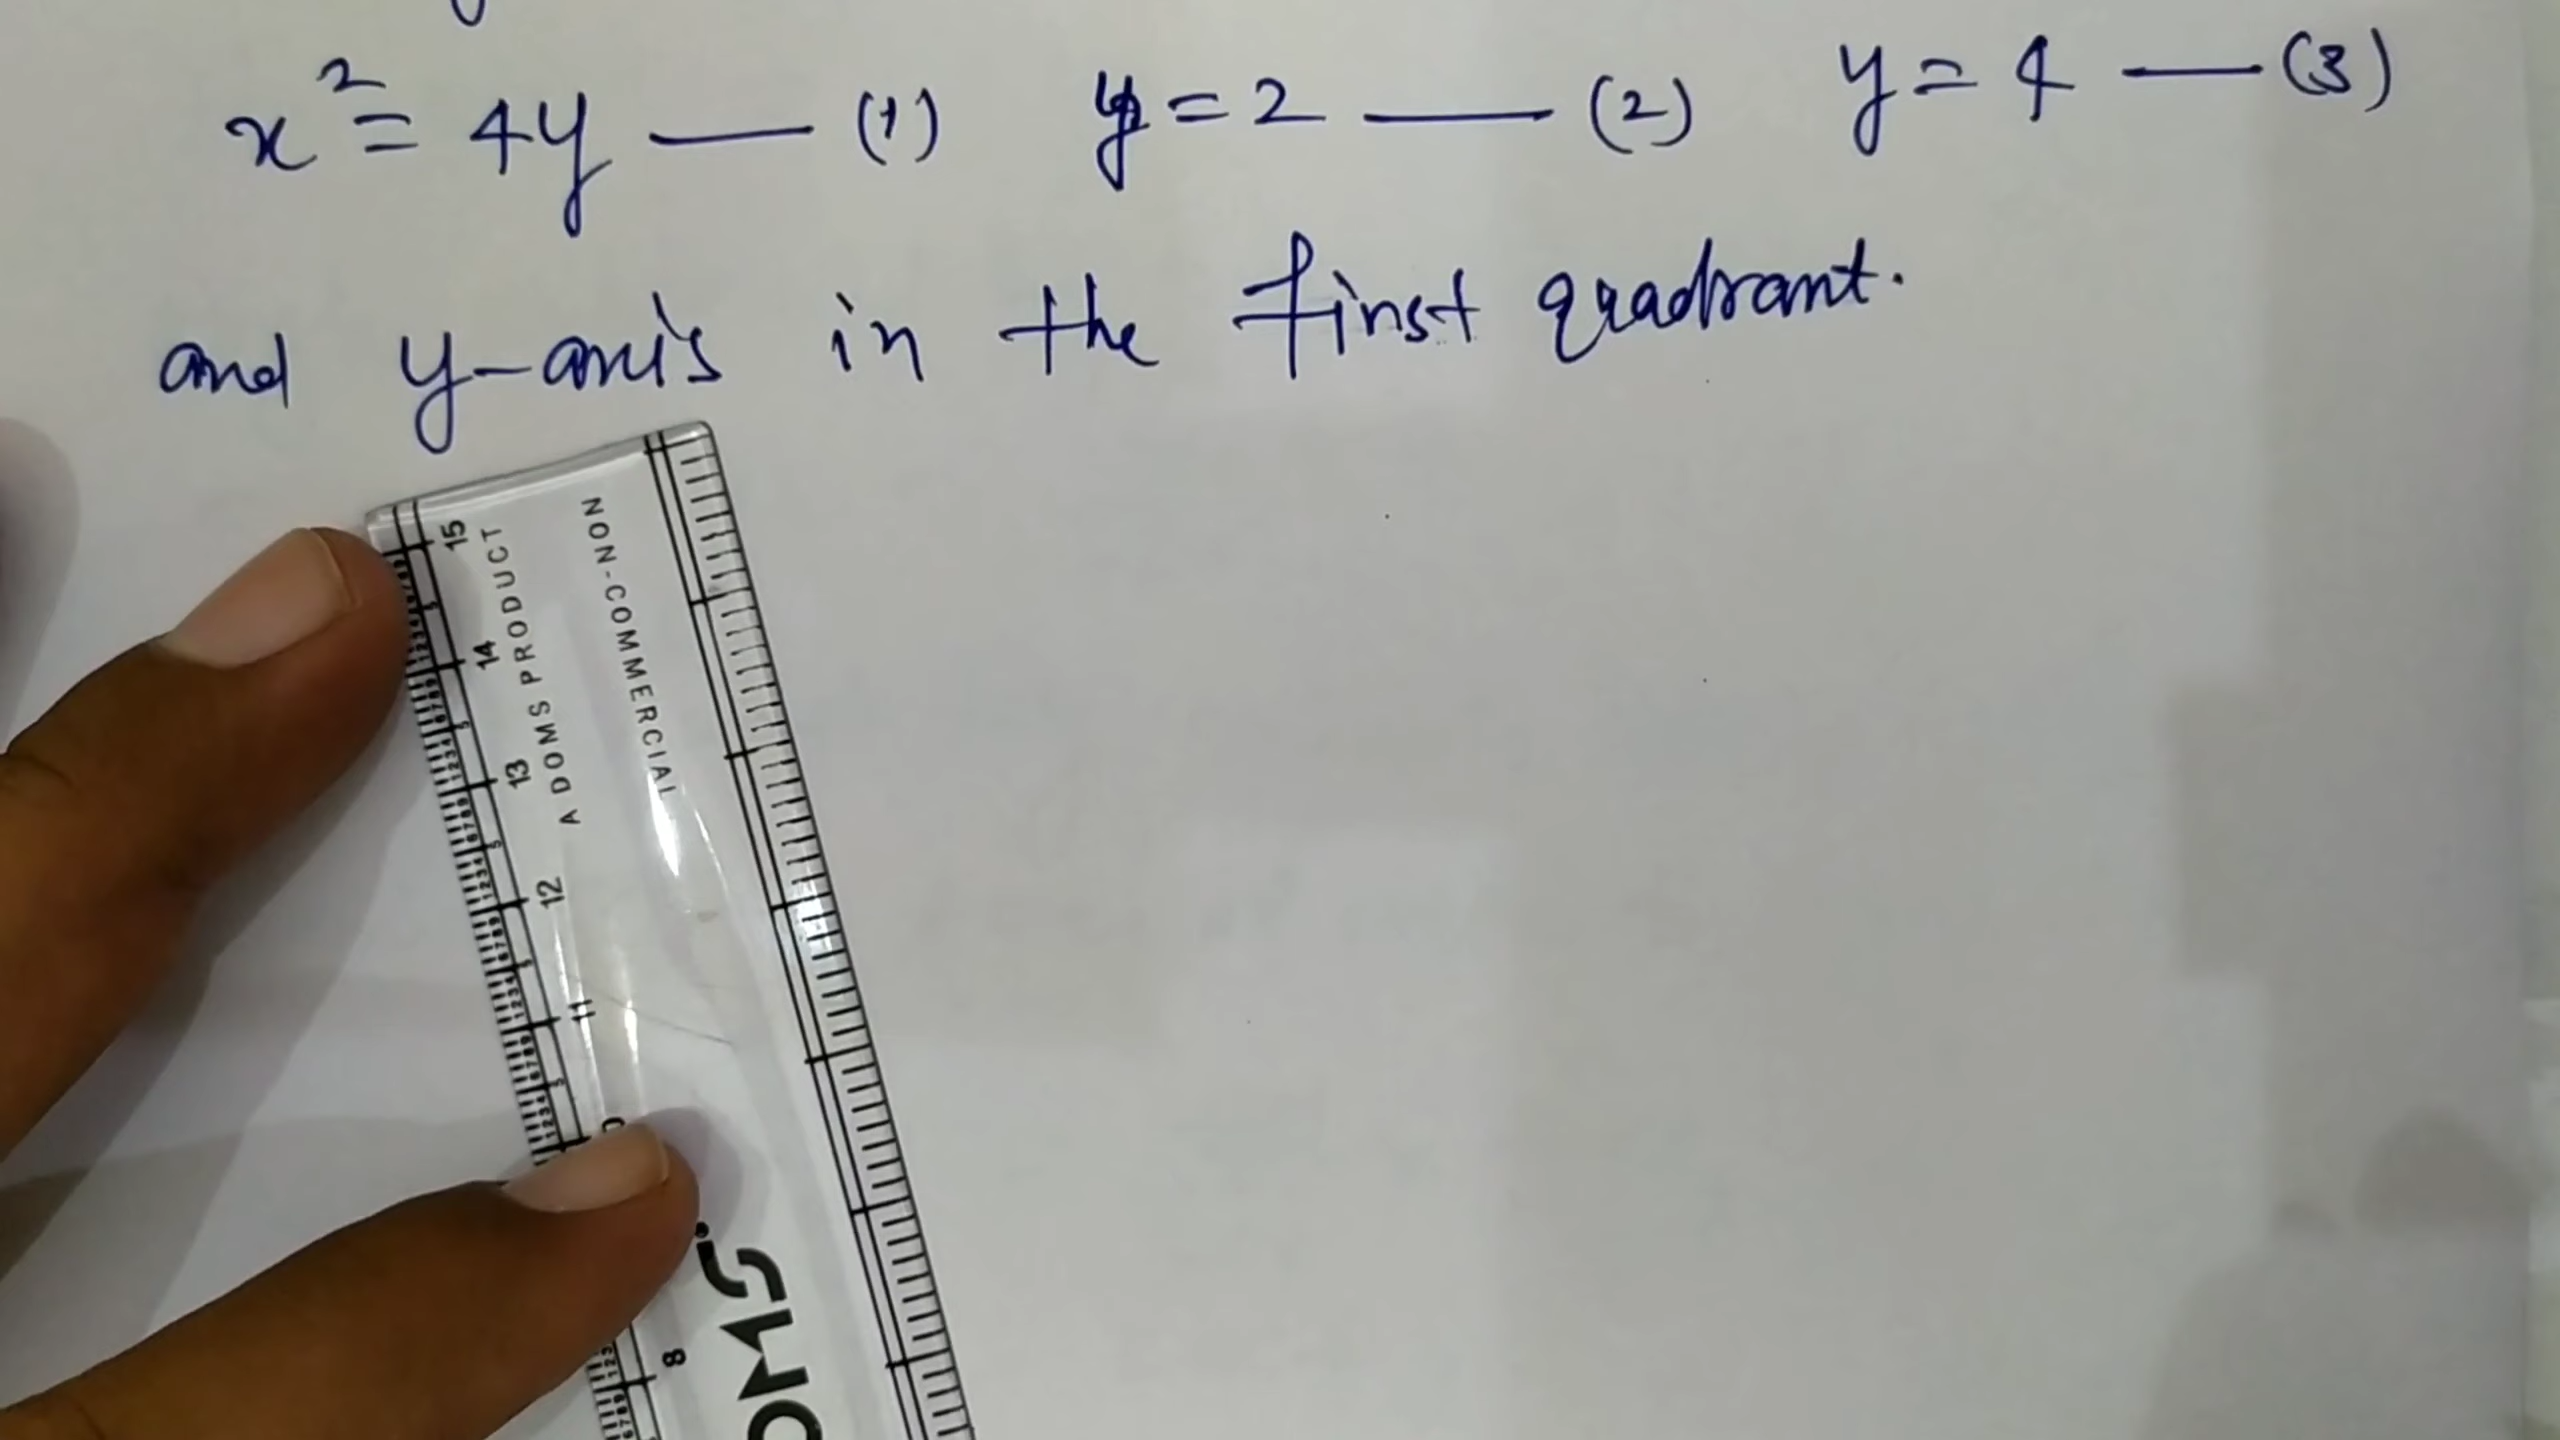 x² = 4y — (1) y = 2 — (2) y = 4 — (3)
and y-axis in the first quadrant.
15
14
13
12
11
8
A DOMS PRODUCT
NON-COMMERCIAL